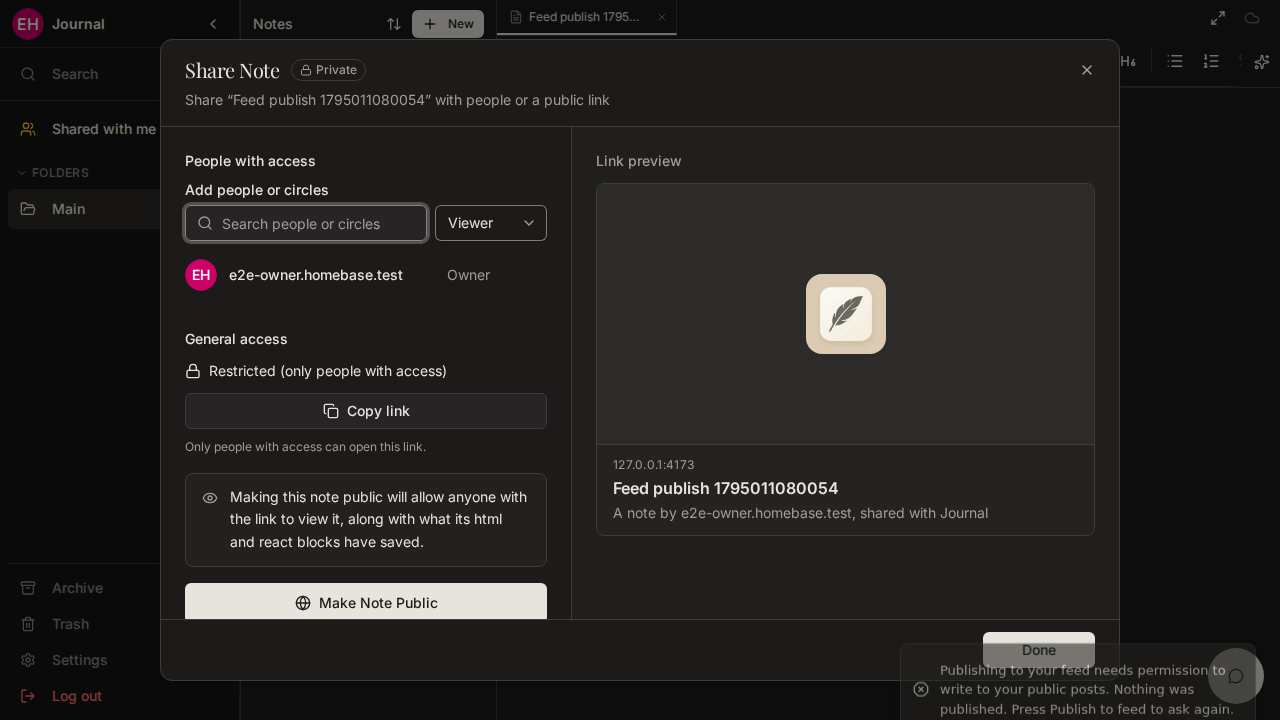 EH Journal
Notes
New
Feed publish 1795...
H6
Search
Shared with me
FOLDERS
Main
Archive
Trash
Settings
Log out
Share Note
Private
Share “Feed publish 1795011080054” with people or a public link
People with access
Add people or circles
Search people or circles
Viewer
EH e2e-owner.homebase.test Owner
General access
Restricted (only people with access)
Copy link
Only people with access can open this link.
Making this note public will allow anyone with
the link to view it, along with what its html
and react blocks have saved.
Make Note Public
Link preview
127.0.0.1:4173
Feed publish 1795011080054
A note by e2e-owner.homebase.test, shared with Journal
Done
Publishing to your feed needs permission to
write to your public posts. Nothing was
published. Press Publish to feed to ask again.